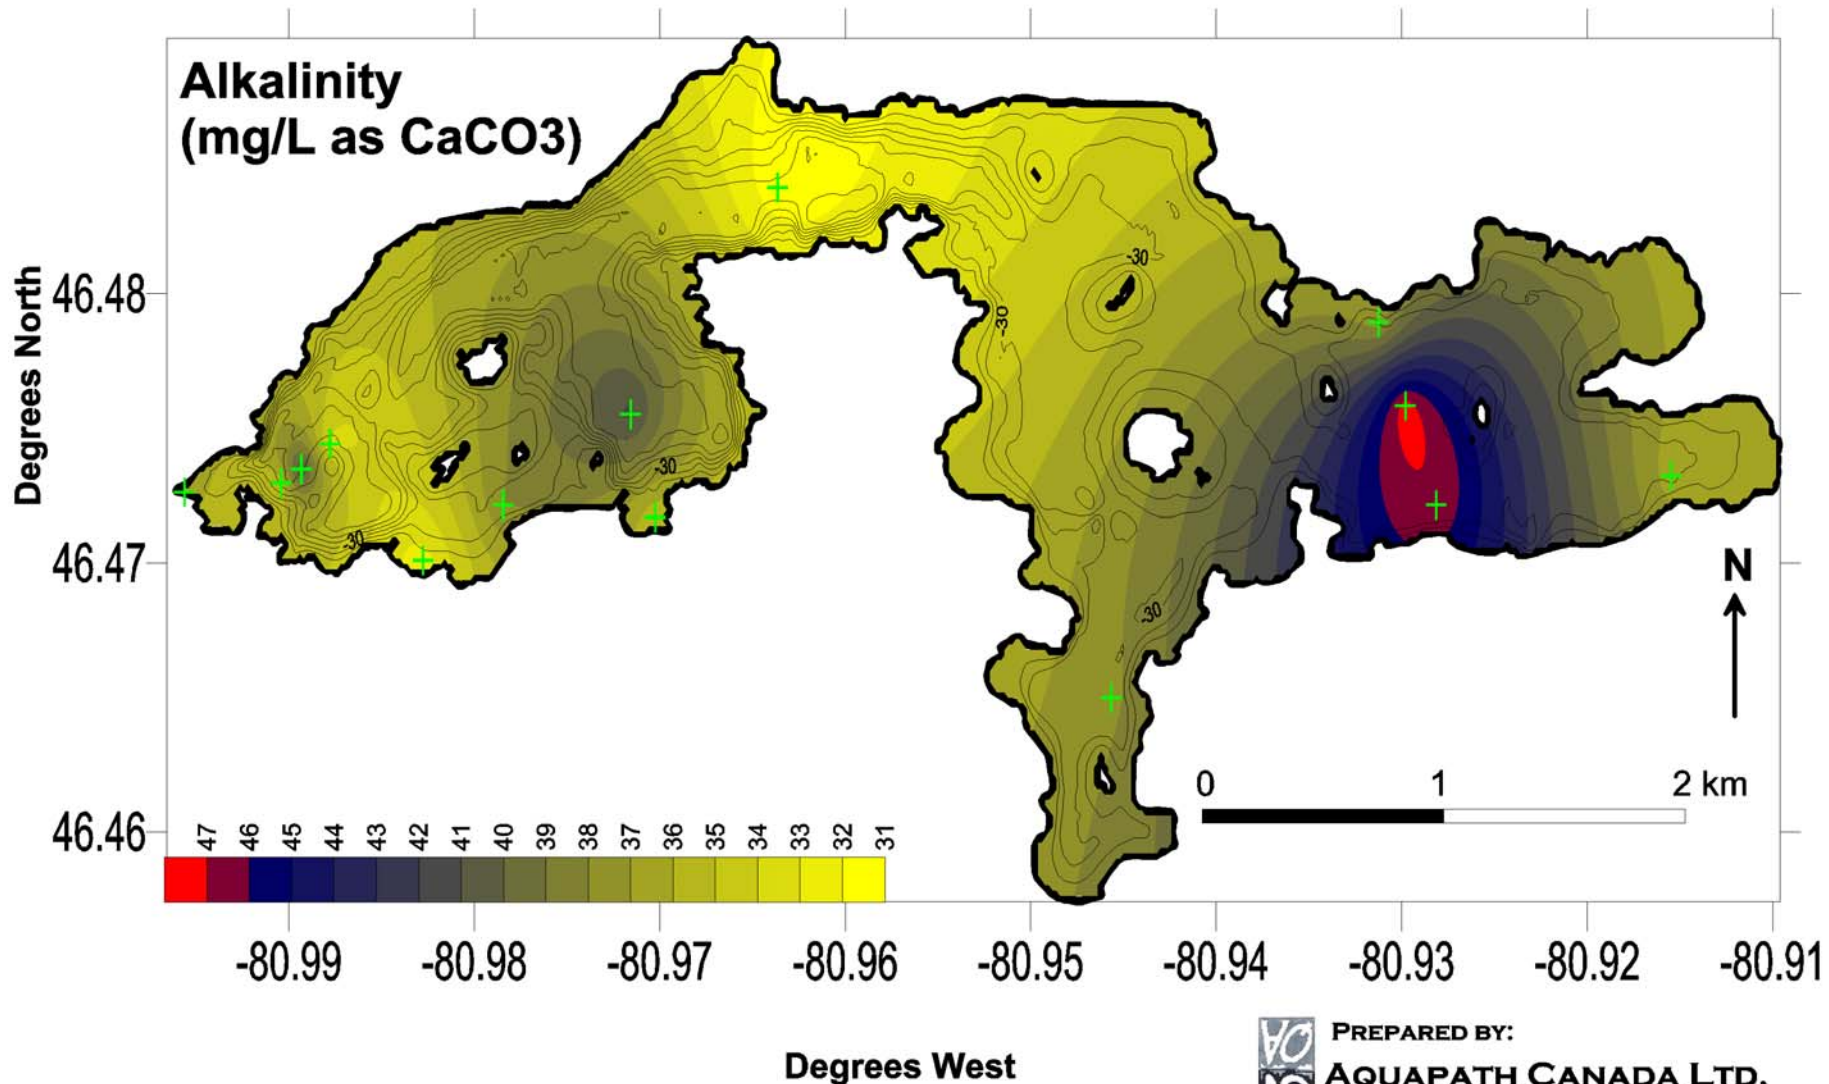 Alkalinity
(mg/L as CaCO3)
Degrees North
46.48
46.47
46.46
-30
-30
-30
-30
-30
N
0 1 2 km
47 46 45 44 43 42 41 40 39 38 37 36 35 34 33 32 31
-80.99 -80.98 -80.97 -80.96 -80.95 -80.94 -80.93 -80.92 -80.91
Degrees West
PREPARED BY:
AQUAPATH CANADA LTD.